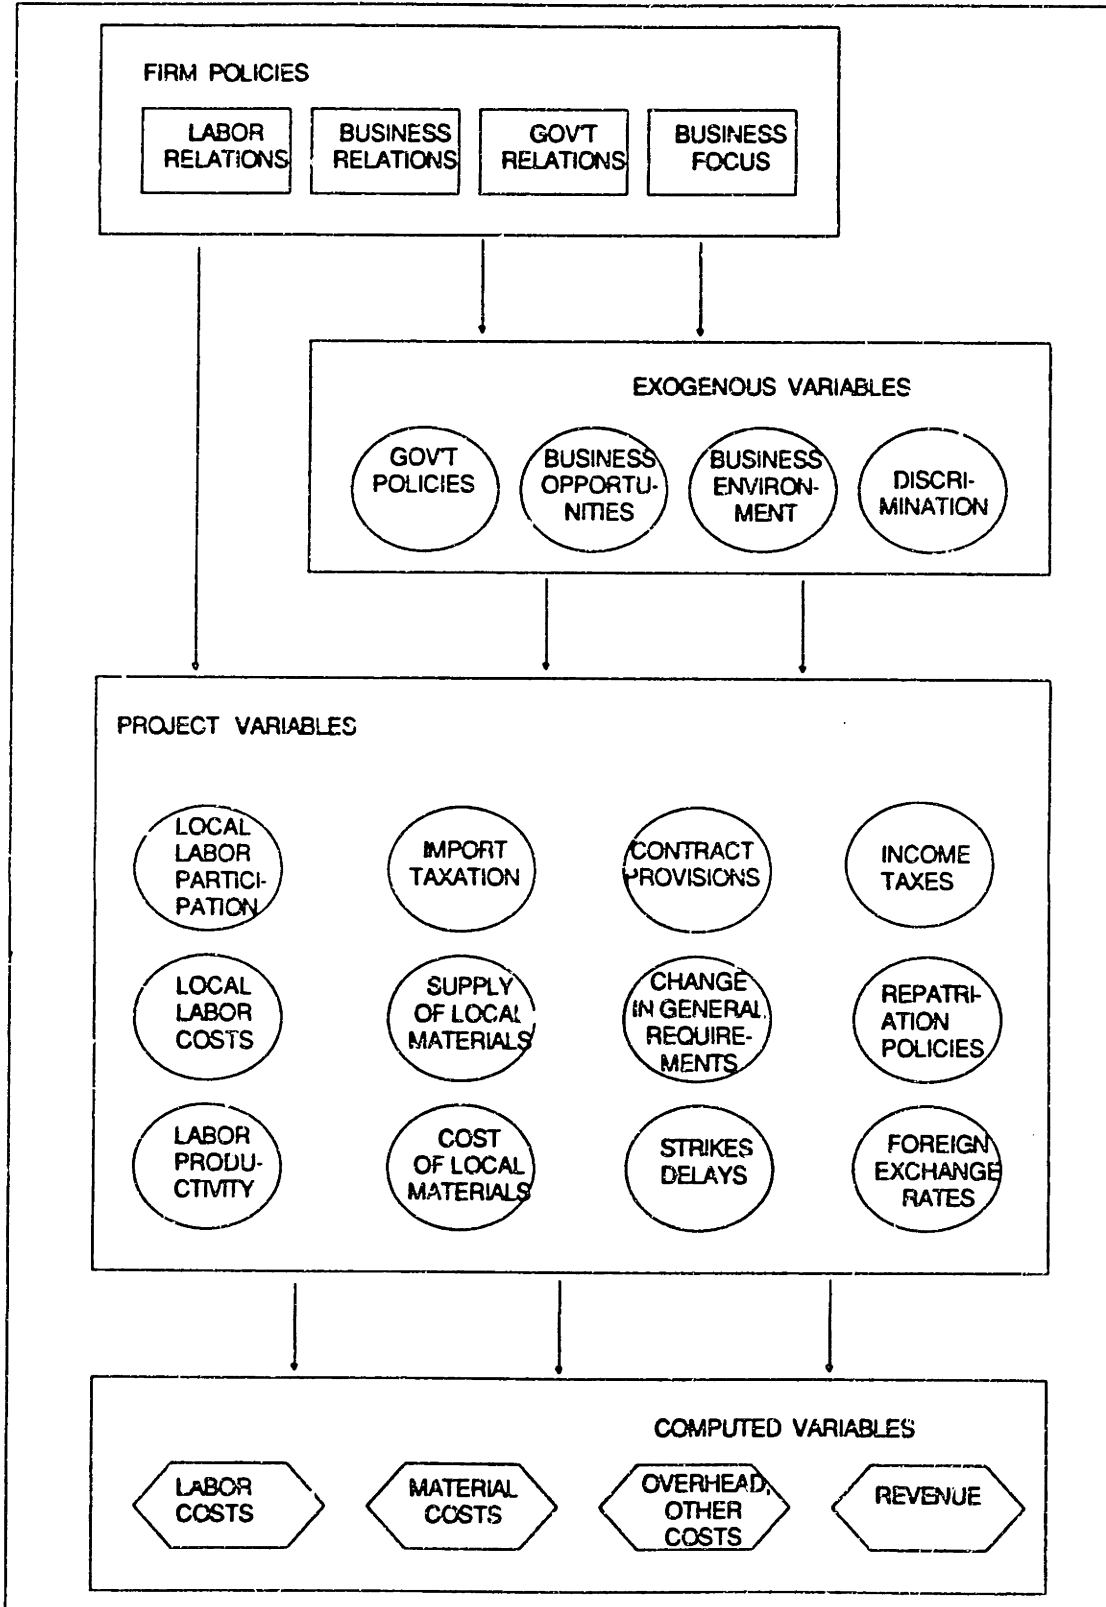 FIRM POLICIES
LABOR
RELATIONS
BUSINESS
RELATIONS
GOV'T
RELATIONS
BUSINESS
FOCUS
EXOGENOUS VARIABLES
GOV'T
POLICIES
BUSINESS
OPPORTU-
NITIES
BUSINESS
ENVIRON-
MENT
DISCRI-
MINATION
PROJECT VARIABLES
LOCAL
LABOR
PARTICI-
PATION
IMPORT
TAXATION
CONTRACT
PROVISIONS
INCOME
TAXES
LOCAL
LABOR
COSTS
SUPPLY
OF LOCAL
MATERIALS
CHANGE
IN GENERAL
REQUIRE-
MENTS
REPATRI-
ATION
POLICIES
LABOR
PRODU-
CTIVITY
COST
OF LOCAL
MATERIALS
STRIKES
DELAYS
FOREIGN
EXCHANGE
RATES
COMPUTED VARIABLES
LABOR
COSTS
MATERIAL
COSTS
OVERHEAD,
OTHER
COSTS
REVENUE